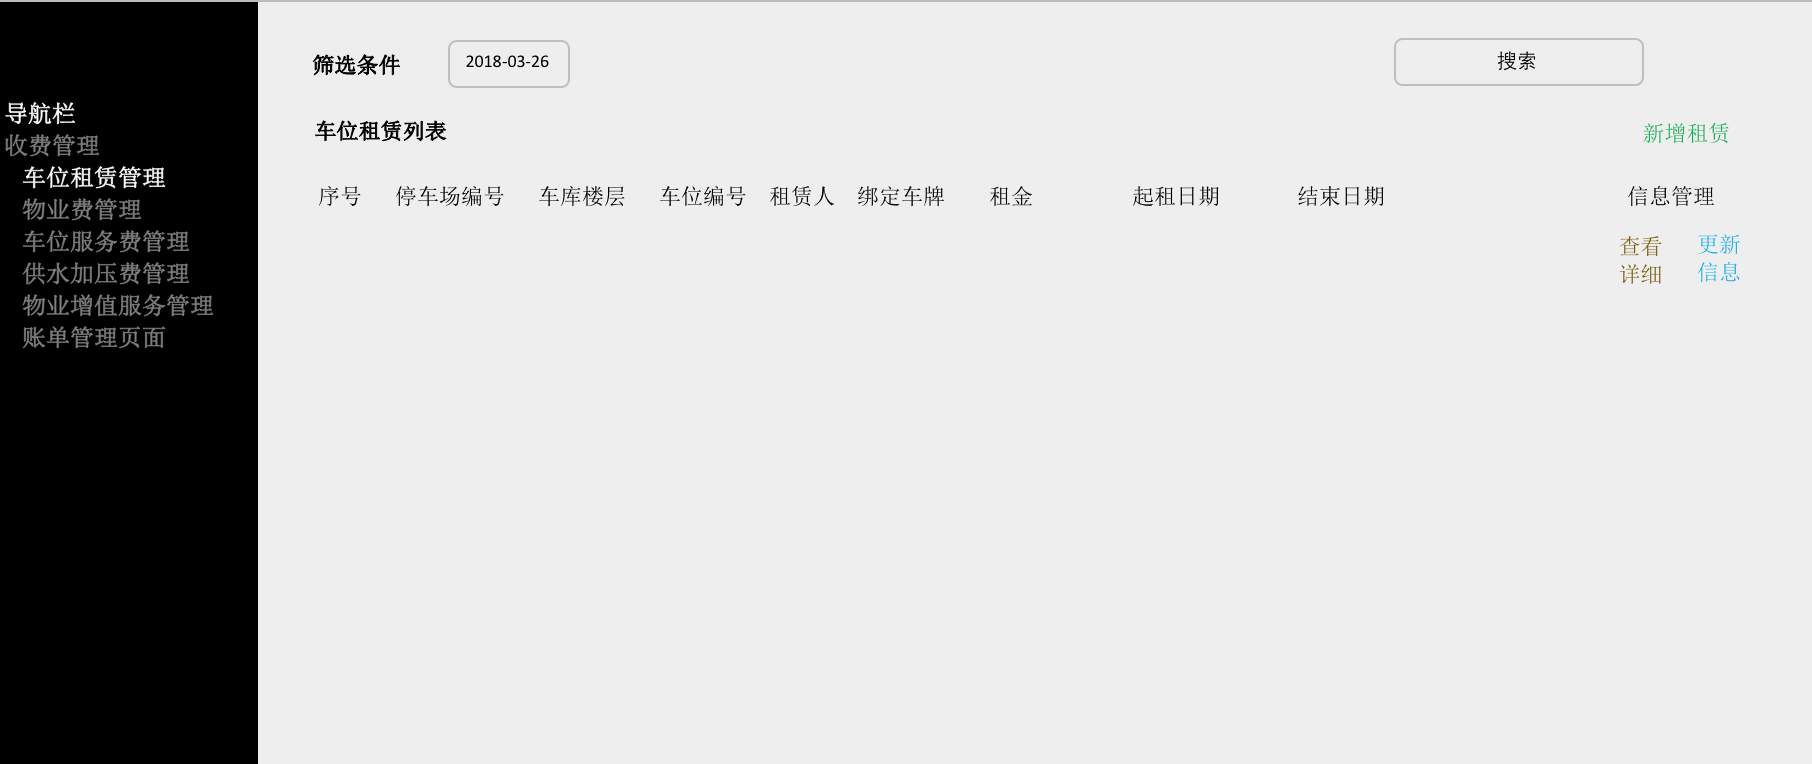 导航栏
收费管理
车位租赁管理
物业费管理
车位服务费管理
供水加压费管理
物业增值服务管理
账单管理页面
筛选条件 2018-03-26 搜索
车位租赁列表 新增租赁
序号 停车场编号 车库楼层 车位编号 租赁人 绑定车牌 租金 起租日期 结束日期 信息管理
查看 更新
详细 信息